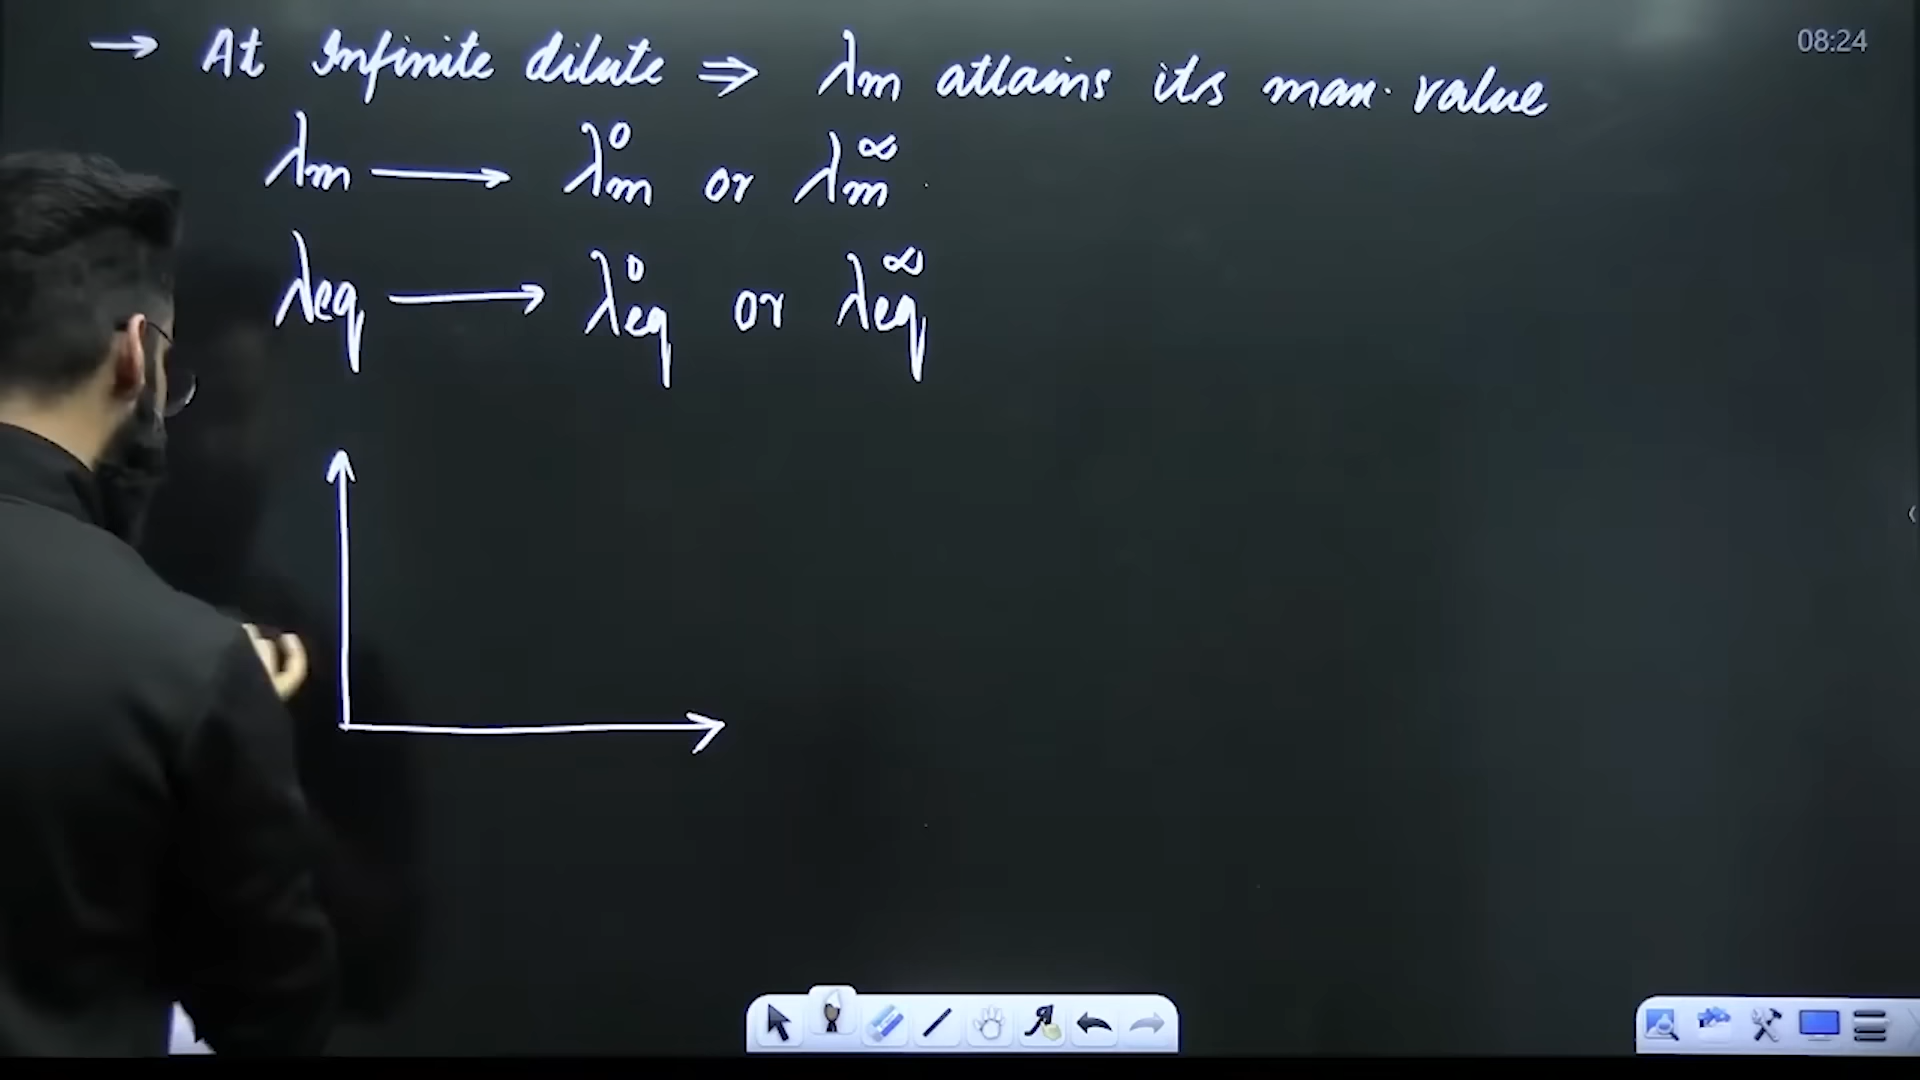 → At Infinite dilute ⇒ λm attains its max. value
08:24
λm ⟶ λ°m or λ∞m
λeq ⟶ λ°eq or λ∞eq